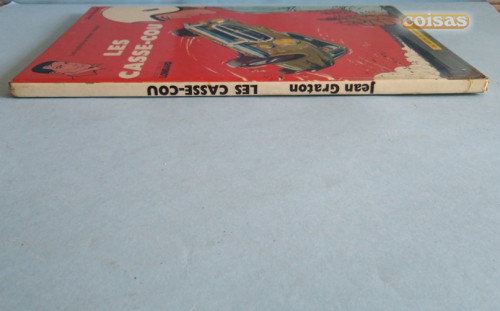 coisas
LES
CASSE-COU
Jean Graton LES CASSE-COU